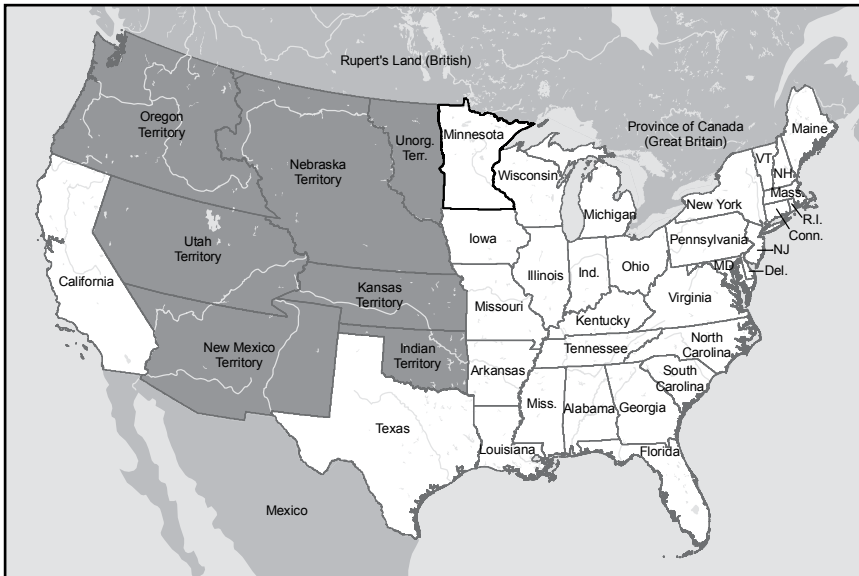 Rupert's Land (British)
Oregon
Territory
Nebraska
Territory
Unorg.
Terr.
Minnesota
Wisconsin
Michigan
Province of Canada
(Great Britain)
Maine
VT
NH
Mass.
R.I.
Conn.
New York
Pennsylvania
NJ
MD
Del.
Utah
Territory
California
Iowa
Illinois
Ind.
Ohio
Kansas
Territory
Missouri
Kentucky
Virginia
New Mexico
Territory
Indian
Territory
Arkansas
Tennessee
North
Carolina
South
Carolina
Texas
Louisiana
Miss.
Alabama
Georgia
Florida
Mexico